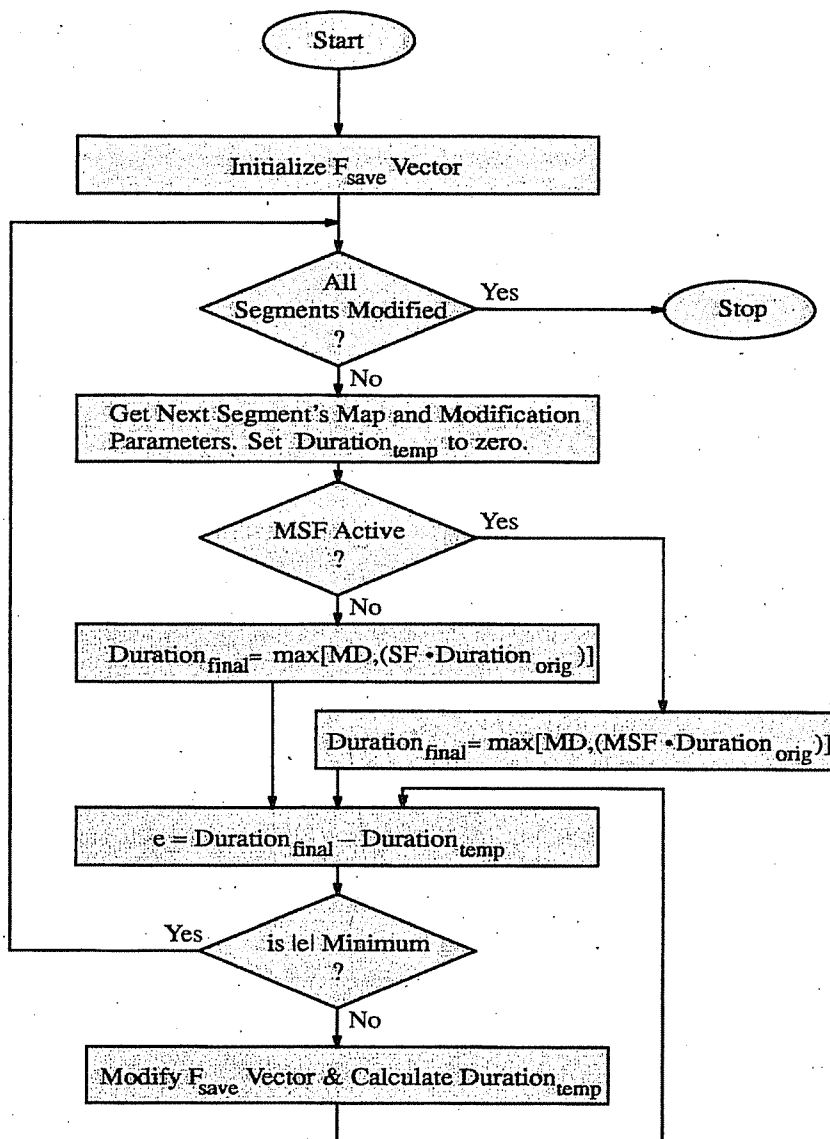 Start
Initialize F_save Vector
All
Segments Modified
?
Yes
Stop
No
Get Next Segment's Map and Modification
Parameters. Set Duration_temp to zero.
MSF Active
?
Yes
No
Duration_final = max[MD,(SF •Duration_orig)]
Duration_final = max[MD,(MSF •Duration_orig)]
e = Duration_final – Duration_temp
Yes
is |e| Minimum
?
No
Modify F_save Vector & Calculate Duration_temp